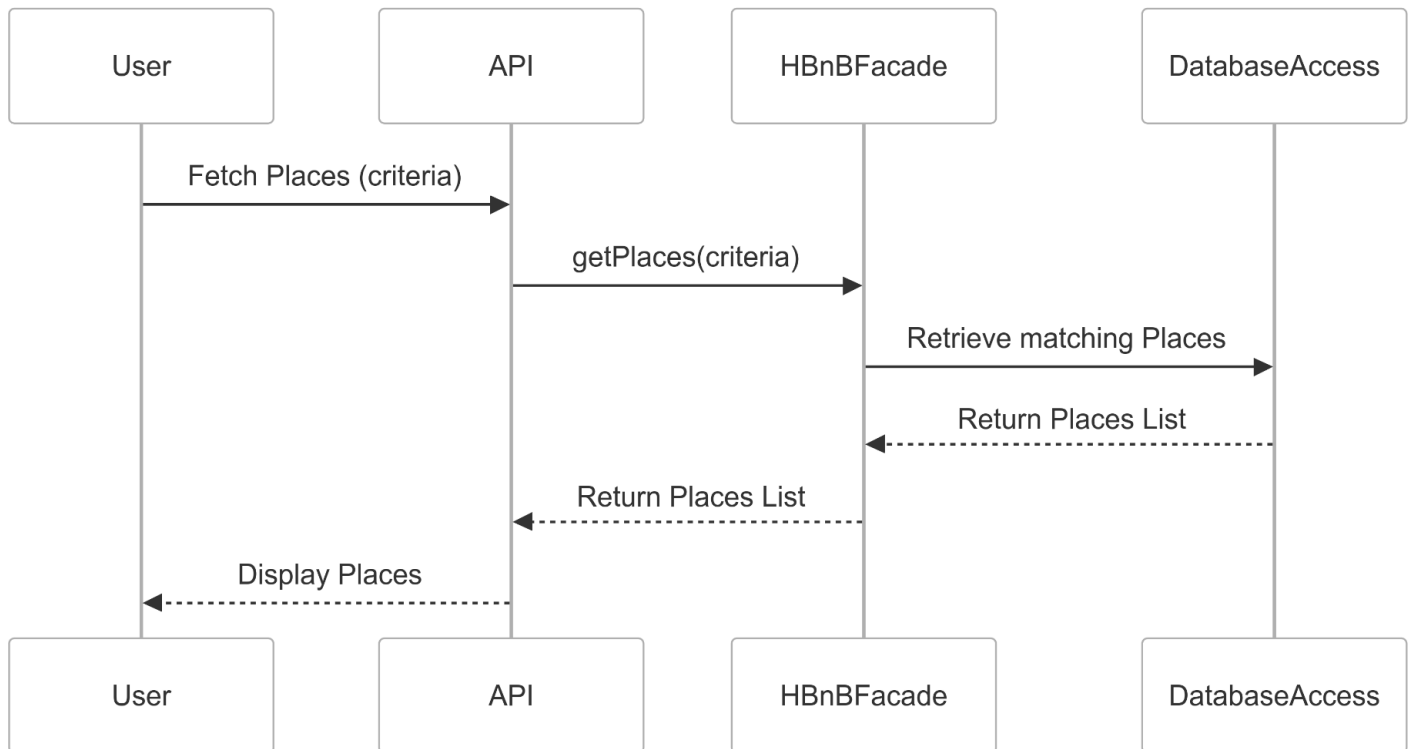 User
API
HBnBFacade
DatabaseAccess
Fetch Places (criteria)
getPlaces(criteria)
Retrieve matching Places
Return Places List
Return Places List
Display Places
User
API
HBnBFacade
DatabaseAccess